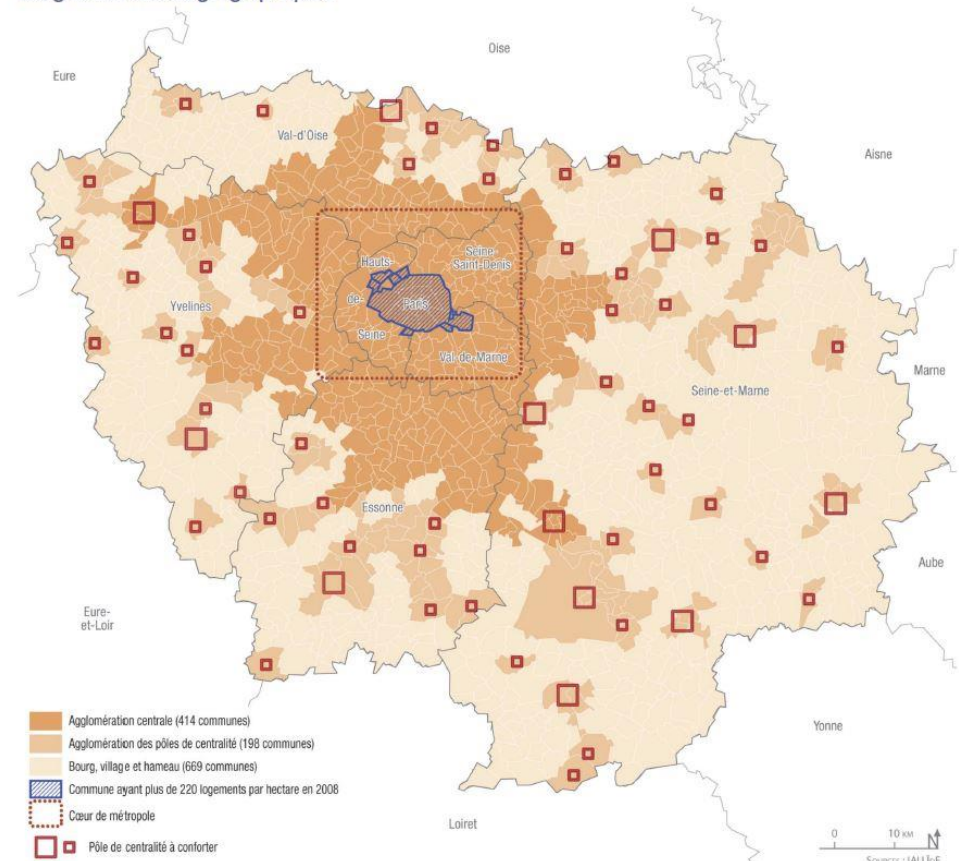 Oise
Eure
Val-d'Oise
Aisne
Hauts-
Seine-
Saint-Denis
de-
Paris
Yvelines
Seine
Val-de-Marne
Marne
Seine-et-Marne
Essonne
Aube
Eure-
et-Loir
Yonne
Loiret
Agglomération centrale (414 communes)
Agglomération des pôles de centralité (198 communes)
Bourg, village et hameau (669 communes)
Commune ayant plus de 220 logements par hectare en 2008
Cœur de métropole
Pôle de centralité à conforter
0 10 KM N